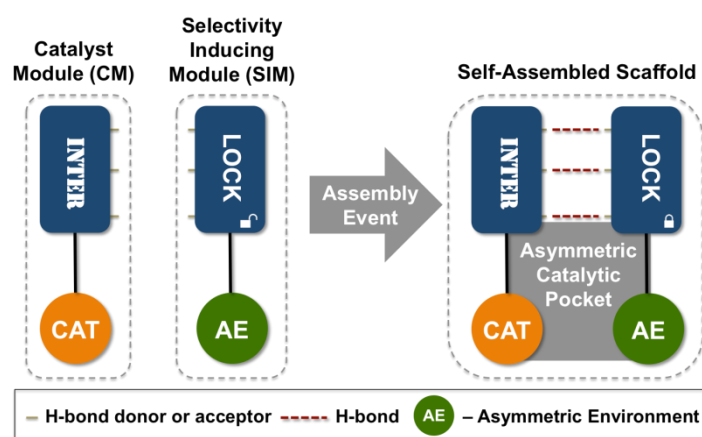 Catalyst
Module (CM)
Selectivity
Inducing
Module (SIM)
Self-Assembled Scaffold
INTER
LOCK
CAT
AE
Assembly
Event
INTER
LOCK
Asymmetric
Catalytic
Pocket
CAT
AE
– H-bond donor or acceptor ---- H-bond AE – Asymmetric Environment